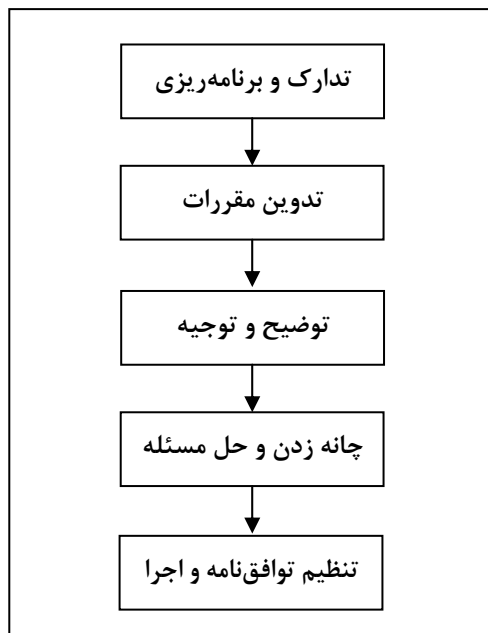 تدارک و برنامه‌ریزی
تدوین مقررات
توضیح و توجیه
چانه زدن و حل مسئله
تنظیم توافق‌نامه و اجرا